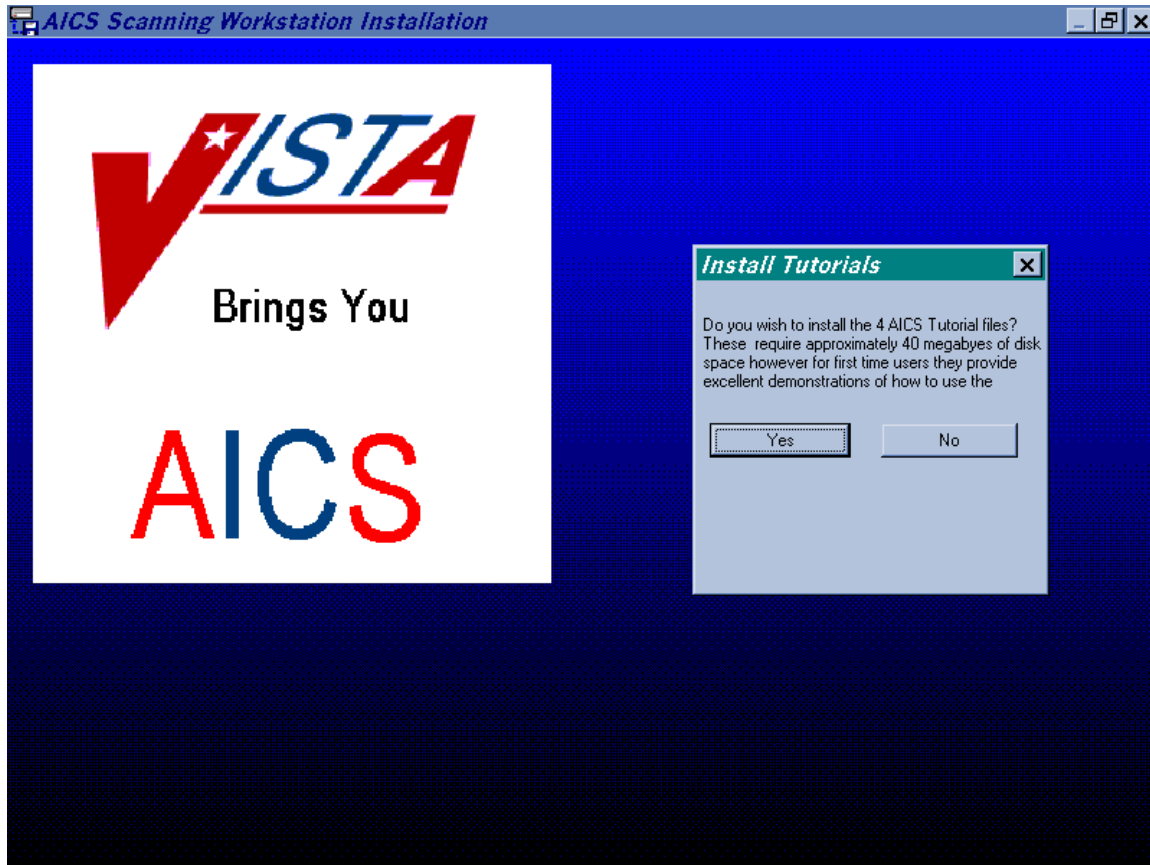 AICS Scanning Workstation Installation
VISTA
Brings You
AICS
Install Tutorials
Do you wish to install the 4 AICS Tutorial files?
These  require approximately 40 megabyes of disk
space however for first time users they provide
excellent demonstrations of how to use the
Yes
No